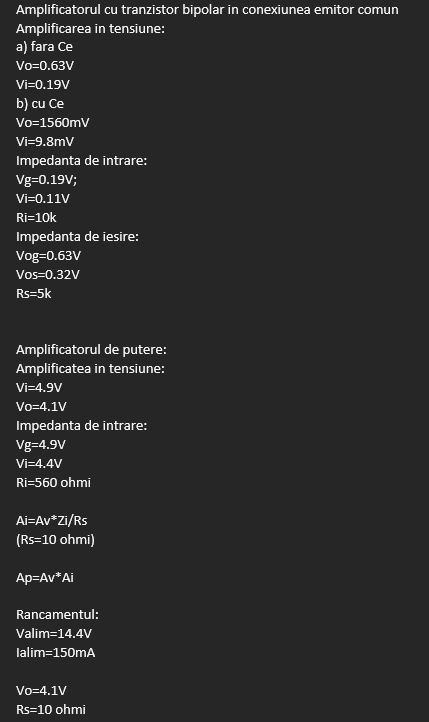 Amplificatorul cu tranzistor bipolar in conexiunea emitor comun
Amplificarea in tensiune:
a) fara Ce
Vo=0.63V
Vi=0.19V
b) cu Ce
Vo=1560mV
Vi=9.8mV
Impedanta de intrare:
Vg=0.19V;
Vi=0.11V
Ri=10k
Impedanta de iesire:
Vog=0.63V
Vos=0.32V
Rs=5k
Amplificatorul de putere:
Amplificatea in tensiune:
Vi=4.9V
Vo=4.1V
Impedanta de intrare:
Vg=4.9V
Vi=4.4V
Ri=560 ohmi
Ai=Av*Zi/Rs
(Rs=10 ohmi)
Ap=Av*Ai
Rancamentul:
Valim=14.4V
Ialim=150mA
Vo=4.1V
Rs=10 ohmi